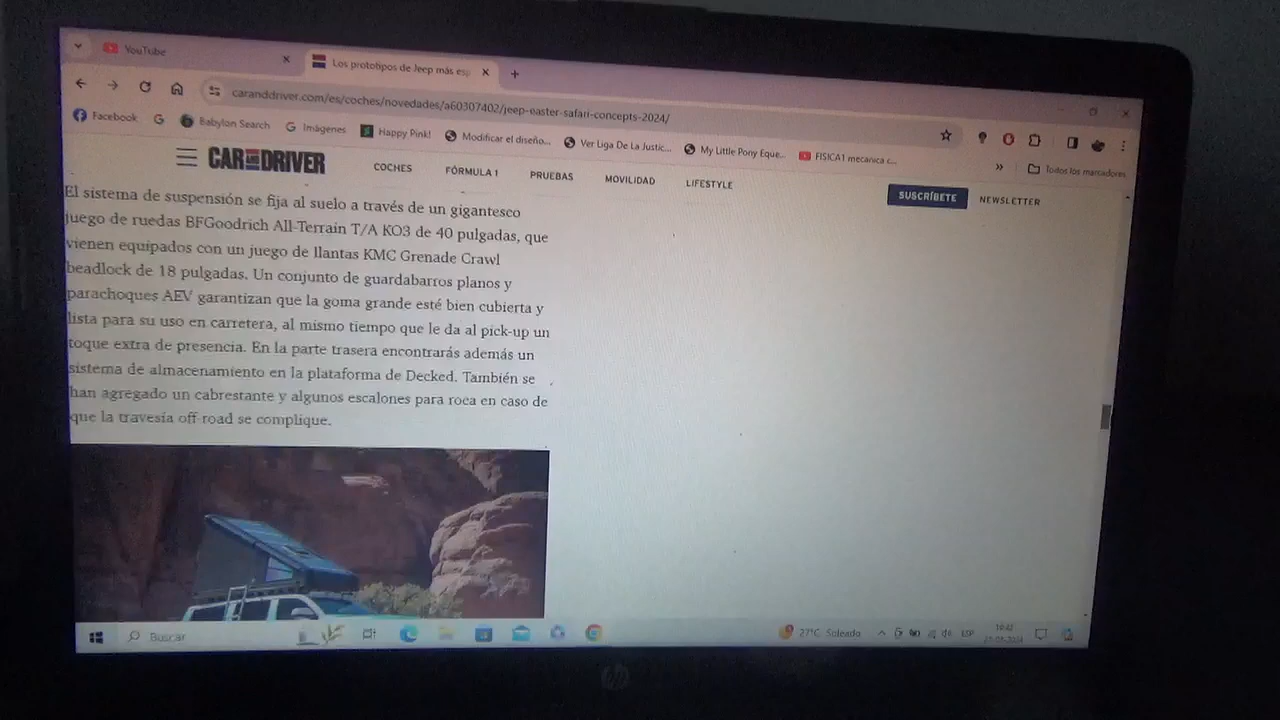 YouTube
Los prototipos de Jeep más esp
caranddriver.com/es/coches/novedades/a60307402/jeep-easter-safari-concepts-2024/
Facebook
Babylon Search
Imágenes
Happy Pink!
Modificar el diseño...
Ver Liga De La Justic...
My Little Pony Eque...
FISICA1 mecanica c...
»
Todos los marcadores
CAR AND DRIVER
COCHES
FÓRMULA 1
PRUEBAS
MOVILIDAD
LIFESTYLE
SUSCRÍBETE
NEWSLETTER
El sistema de suspensión se fija al suelo a través de un gigantesco
juego de ruedas BFGoodrich All-Terrain T/A KO3 de 40 pulgadas, que
vienen equipados con un juego de llantas KMC Grenade Crawl
beadlock de 18 pulgadas. Un conjunto de guardabarros planos y
parachoques AEV garantizan que la goma grande esté bien cubierta y
lista para su uso en carretera, al mismo tiempo que le da al pick-up un
toque extra de presencia. En la parte trasera encontrarás además un
sistema de almacenamiento en la plataforma de Decked. También se
han agregado un cabrestante y algunos escalones para roca en caso de
que la travesía off road se complique.
Buscar
27°C Soleado
ESP
hp